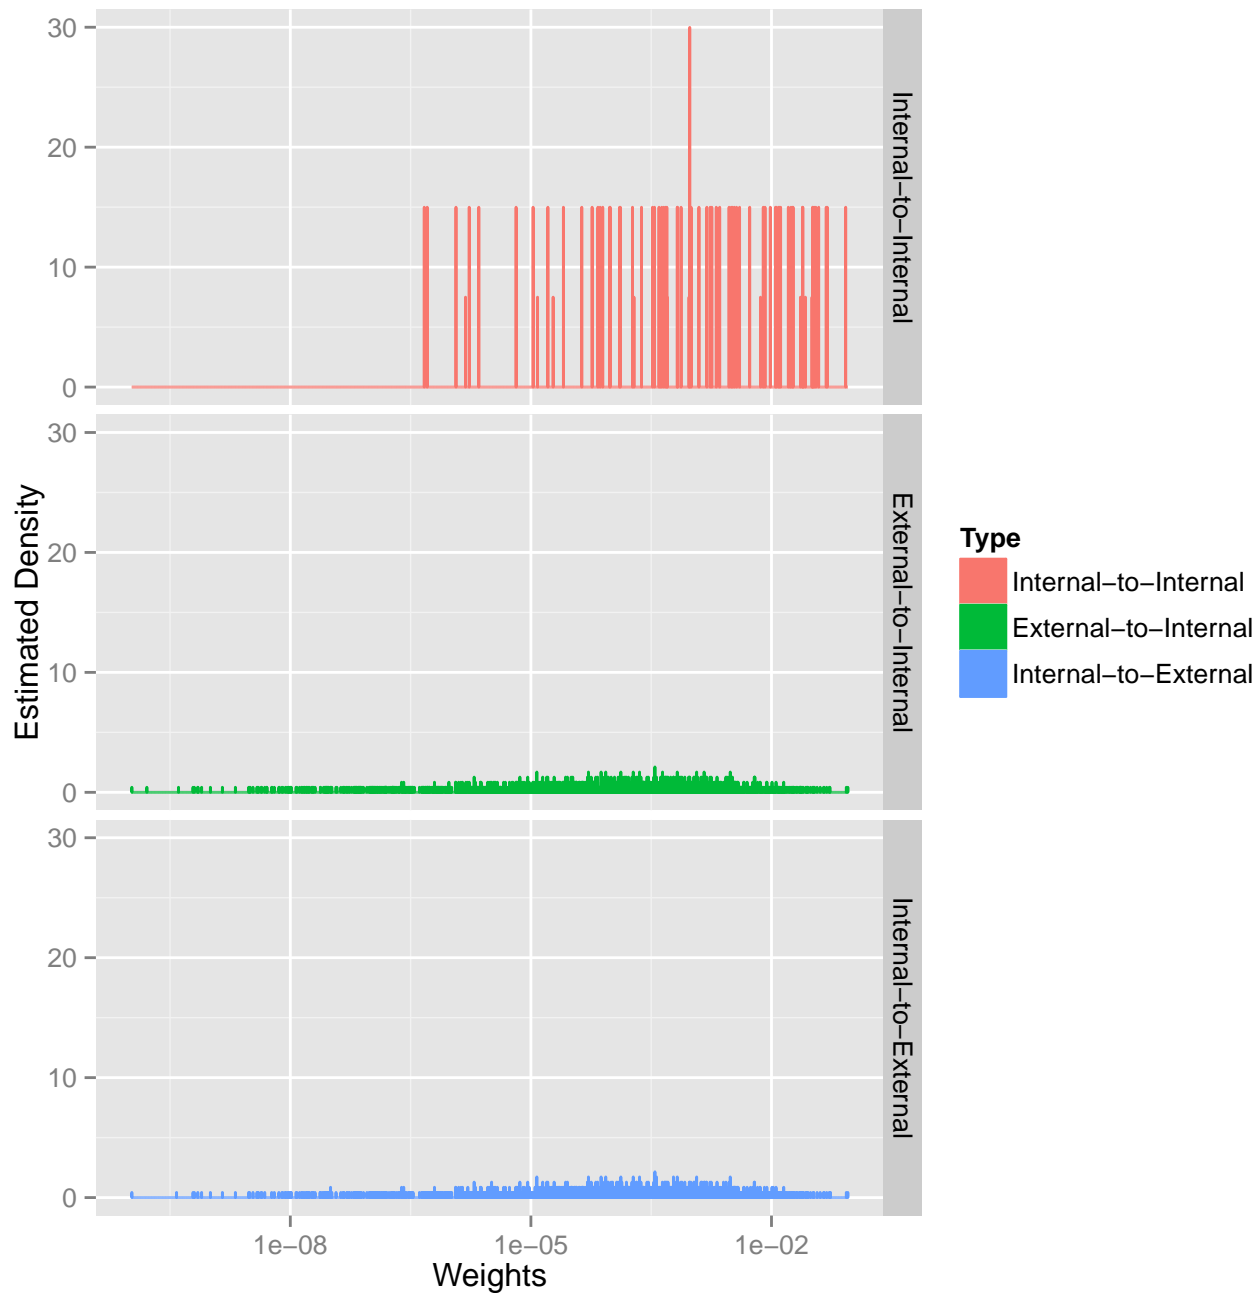 30
20
10
0
Internal−to−Internal
30
20
10
0
External−to−Internal
30
20
10
0
Internal−to−External
Estimated Density
1e−08
1e−05
1e−02
Weights
Type
Internal−to−Internal
External−to−Internal
Internal−to−External